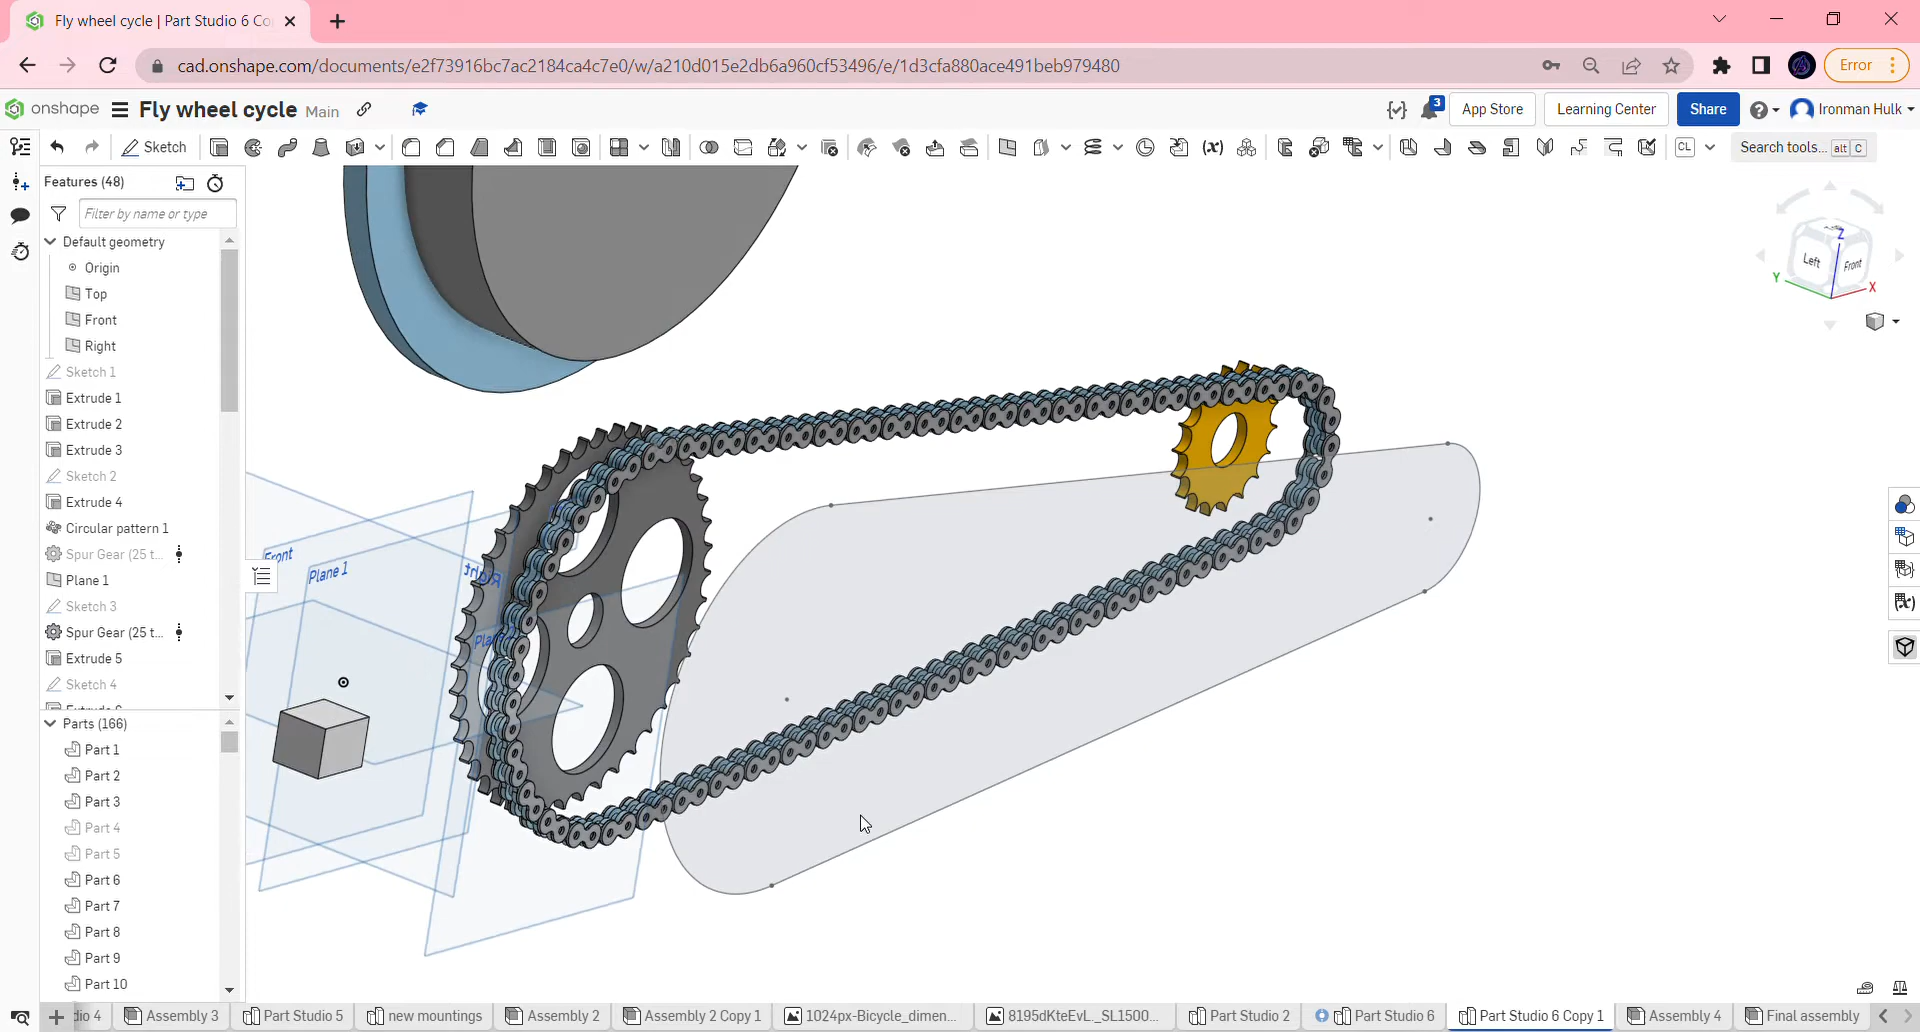 Fly wheel cycle | Part Studio 6 Co
cad.onshape.com/documents/e2f73916bc7ac2184ca4c7e0/w/a210d015e2db6a960cf53496/e/1d3cfa880ace491beb979480
Error
onshape
Fly wheel cycle Main
3
App Store
Learning Center
Share
Ironman Hulk
Sketch
CL
Search tools... alt C
Features (48)
Filter by name or type
Default geometry
Origin
Top
Front
Right
Sketch 1
Extrude 1
Extrude 2
Extrude 3
Sketch 2
Extrude 4
Circular pattern 1
Spur Gear (25 t...
Plane 1
Sketch 3
Spur Gear (25 t...
Extrude 5
Sketch 4
Parts (166)
Part 1
Part 2
Part 3
Part 4
Part 5
Part 6
Part 7
Part 8
Part 9
Part 10
Front
Plane 1
Right
Z
Left
Front
Y
X
dio 4
Assembly 3
Part Studio 5
new mountings
Assembly 2
Assembly 2 Copy 1
1024px-Bicycle_dimen...
8195dKteEvL._SL1500...
Part Studio 2
Part Studio 6
Part Studio 6 Copy 1
Assembly 4
Final assembly